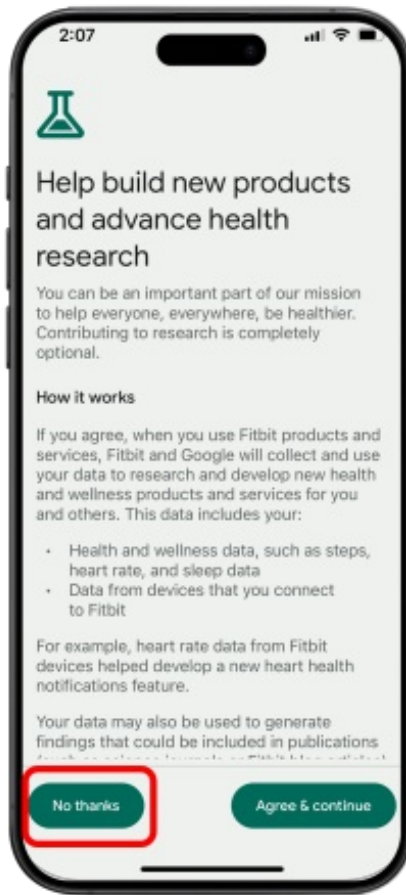 2:07
Help build new products
and advance health
research
You can be an important part of our mission
to help everyone, everywhere, be healthier.
Contributing to research is completely
optional.
How it works
If you agree, when you use Fitbit products and
services, Fitbit and Google will collect and use
your data to research and develop new health
and wellness products and services for you
and others. This data includes your:
• Health and wellness data, such as steps,
heart rate, and sleep data
• Data from devices that you connect
to Fitbit
For example, heart rate data from Fitbit
devices helped develop a new heart health
notifications feature.
Your data may also be used to generate
findings that could be included in publications
No thanks
Agree & continue